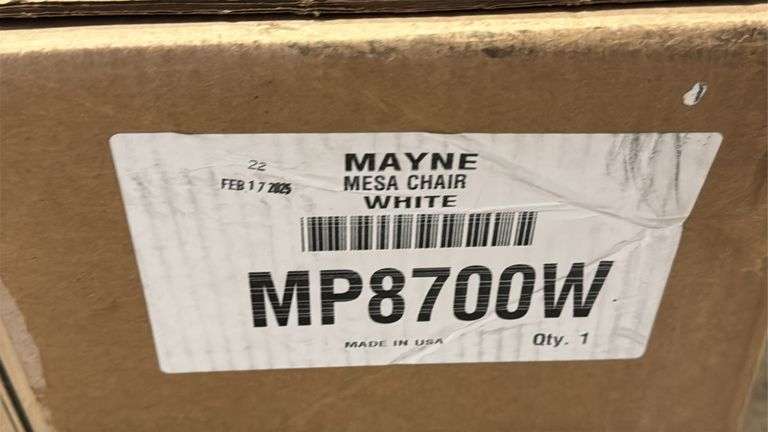 22
FEB 17 2025
MAYNE
MESA CHAIR
WHITE
MP8700W
MADE IN USA
Qty. 1